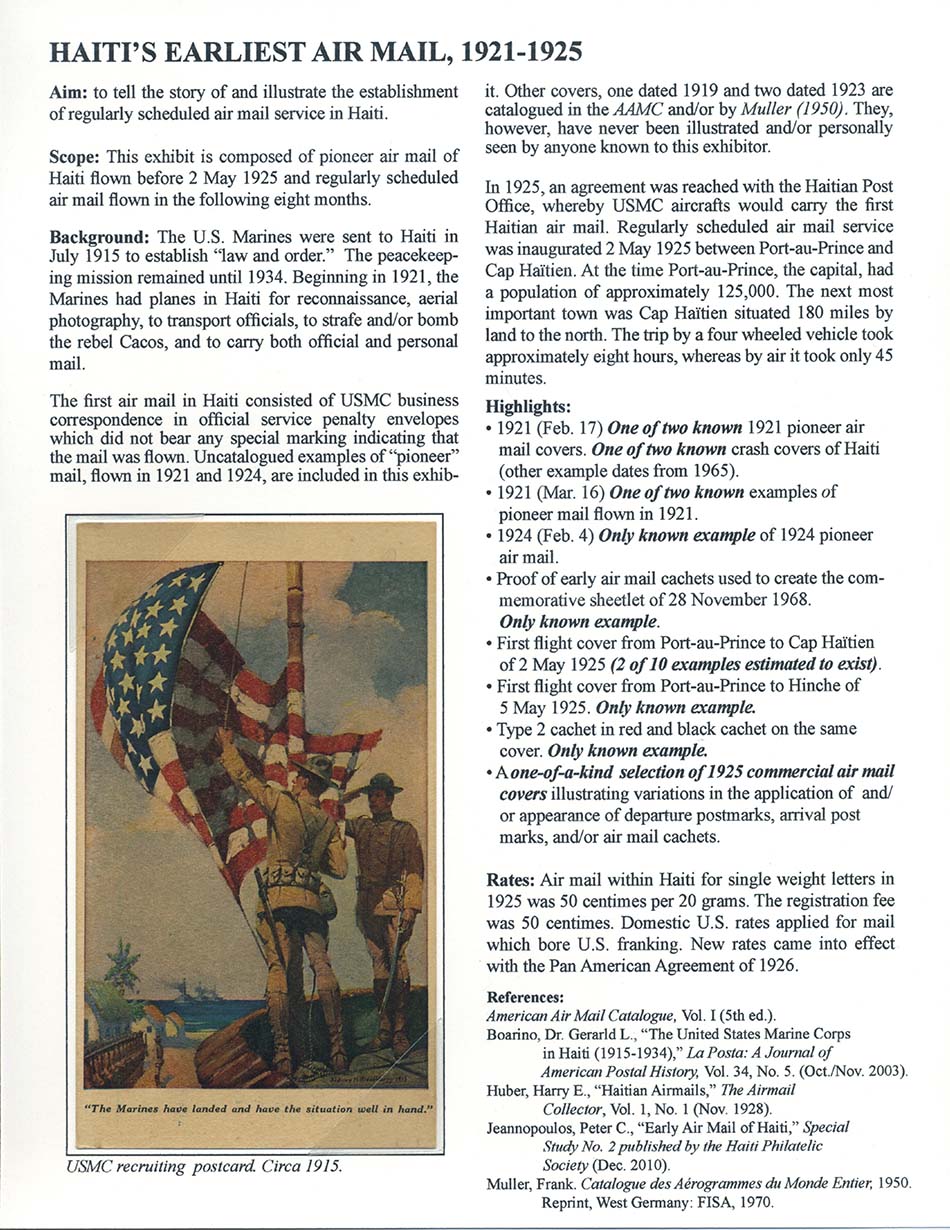 HAITI'S EARLIEST AIR MAIL, 1921-1925
Aim: to tell the story of and illustrate the establishment
of regularly scheduled air mail service in Haiti.
Scope: This exhibit is composed of pioneer air mail of
Haiti flown before 2 May 1925 and regularly scheduled
air mail flown in the following eight months.
Background: The U.S. Marines were sent to Haiti in
July 1915 to establish “law and order.” The peacekeep-
ing mission remained until 1934. Beginning in 1921, the
Marines had planes in Haiti for reconnaissance, aerial
photography, to transport officials, to strafe and/or bomb
the rebel Cacos, and to carry both official and personal
mail.
The first air mail in Haiti consisted of USMC business
correspondence in official service penalty envelopes
which did not bear any special marking indicating that
the mail was flown. Uncatalogued examples of “pioneer”
mail, flown in 1921 and 1924, are included in this exhib-
"The Marines have landed and have the situation well in hand."
USMC recruiting postcard. Circa 1915.
it. Other covers, one dated 1919 and two dated 1923 are
catalogued in the AAMC and/or by Muller (1950). They,
however, have never been illustrated and/or personally
seen by anyone known to this exhibitor.
In 1925, an agreement was reached with the Haitian Post
Office, whereby USMC aircrafts would carry the first
Haitian air mail. Regularly scheduled air mail service
was inaugurated 2 May 1925 between Port-au-Prince and
Cap Haïtien. At the time Port-au-Prince, the capital, had
a population of approximately 125,000. The next most
important town was Cap Haïtien situated 180 miles by
land to the north. The trip by a four wheeled vehicle took
approximately eight hours, whereas by air it took only 45
minutes.
Highlights:
• 1921 (Feb. 17) One of two known 1921 pioneer air
mail covers. One of two known crash covers of Haiti
(other example dates from 1965).
• 1921 (Mar. 16) One of two known examples of
pioneer mail flown in 1921.
• 1924 (Feb. 4) Only known example of 1924 pioneer
air mail.
• Proof of early air mail cachets used to create the com-
memorative sheetlet of 28 November 1968.
Only known example.
• First flight cover from Port-au-Prince to Cap Haïtien
of 2 May 1925 (2 of 10 examples estimated to exist).
• First flight cover from Port-au-Prince to Hinche of
5 May 1925. Only known example.
• Type 2 cachet in red and black cachet on the same
cover. Only known example.
• A one-of-a-kind selection of 1925 commercial air mail
covers illustrating variations in the application of and/
or appearance of departure postmarks, arrival post
marks, and/or air mail cachets.
Rates: Air mail within Haiti for single weight letters in
1925 was 50 centimes per 20 grams. The registration fee
was 50 centimes. Domestic U.S. rates applied for mail
which bore U.S. franking. New rates came into effect
with the Pan American Agreement of 1926.
References:
American Air Mail Catalogue, Vol. I (5th ed.).
Boarino, Dr. Gerarld L., “The United States Marine Corps
in Haiti (1915-1934),” La Posta: A Journal of
American Postal History, Vol. 34, No. 5. (Oct./Nov. 2003).
Huber, Harry E., “Haitian Airmails,” The Airmail
Collector, Vol. 1, No. 1 (Nov. 1928).
Jeannopoulos, Peter C., “Early Air Mail of Haiti,” Special
Study No. 2 published by the Haiti Philatelic
Society (Dec. 2010).
Muller, Frank. Catalogue des Aérogrammes du Monde Entier, 1950.
Reprint, West Germany: FISA, 1970.